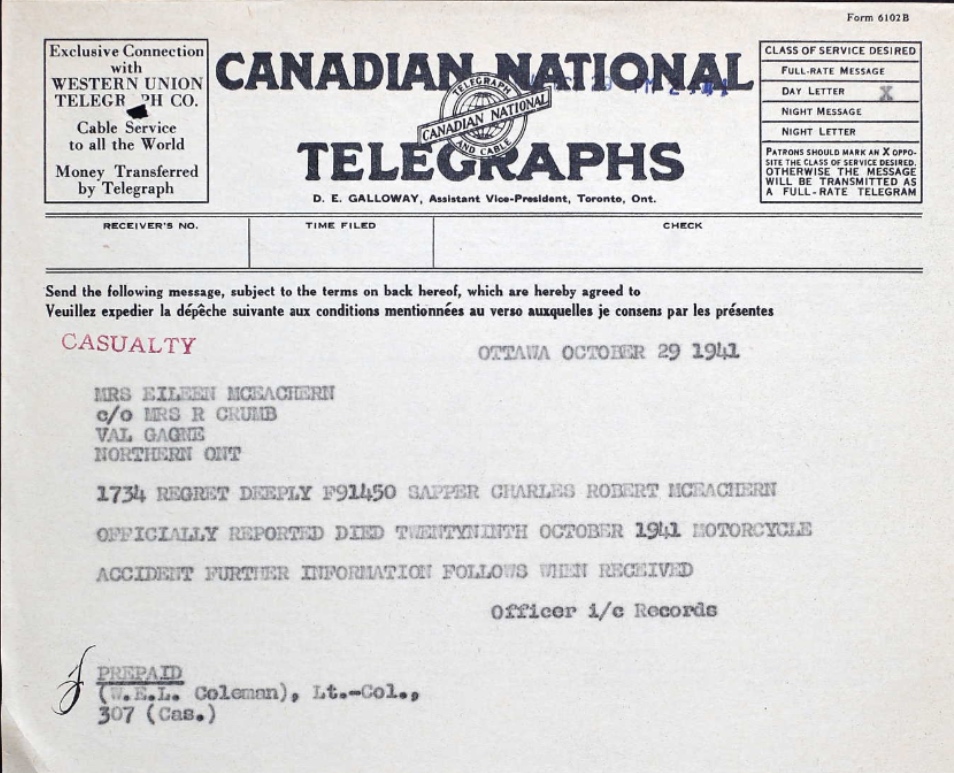 Form 6102B
Exclusive Connection
with
WESTERN UNION
TELEGR PH CO.
Cable Service
to all the World
Money Transferred
by Telegraph
CANADIAN NATIONAL
TELEGRAPH
CANADIAN NATIONAL
AND CABLE
TELEGRAPHS
D. E. GALLOWAY, Assistant Vice-President, Toronto, Ont.
29 PM
CLASS OF SERVICE DESIRED
FULL-RATE MESSAGE
DAY LETTER X
NIGHT MESSAGE
NIGHT LETTER
PATRONS SHOULD MARK AN X OPPO-
SITE THE CLASS OF SERVICE DESIRED.
OTHERWISE THE MESSAGE
WILL BE TRANSMITTED AS
A FULL-RATE TELEGRAM
RECEIVER'S NO. TIME FILED CHECK
Send the following message, subject to the terms on back hereof, which are hereby agreed to
Veuillez expedier la dépêche suivante aux conditions mentionnées au verso auxquelles je consens par les présentes
CASUALTY
OTTAWA OCTOBER 29 1941
MRS EILEEN MCEACHERN
c/o MRS R CRUMB
VAL GAGNE
NORTHERN ONT
1734 REGRET DEEPLY F91450 SAPPER CHARLES ROBERT MCEACHERN
OFFICIALLY REPORTED DIED TWENTYNINTH OCTOBER 1941 MOTORCYCLE
ACCIDENT FURTHER INFORMATION FOLLOWS WHEN RECEIVED
Officer i/c Records
PREPAID
(W.E.L. Coleman), Lt.-Col.,
307 (Cas.)